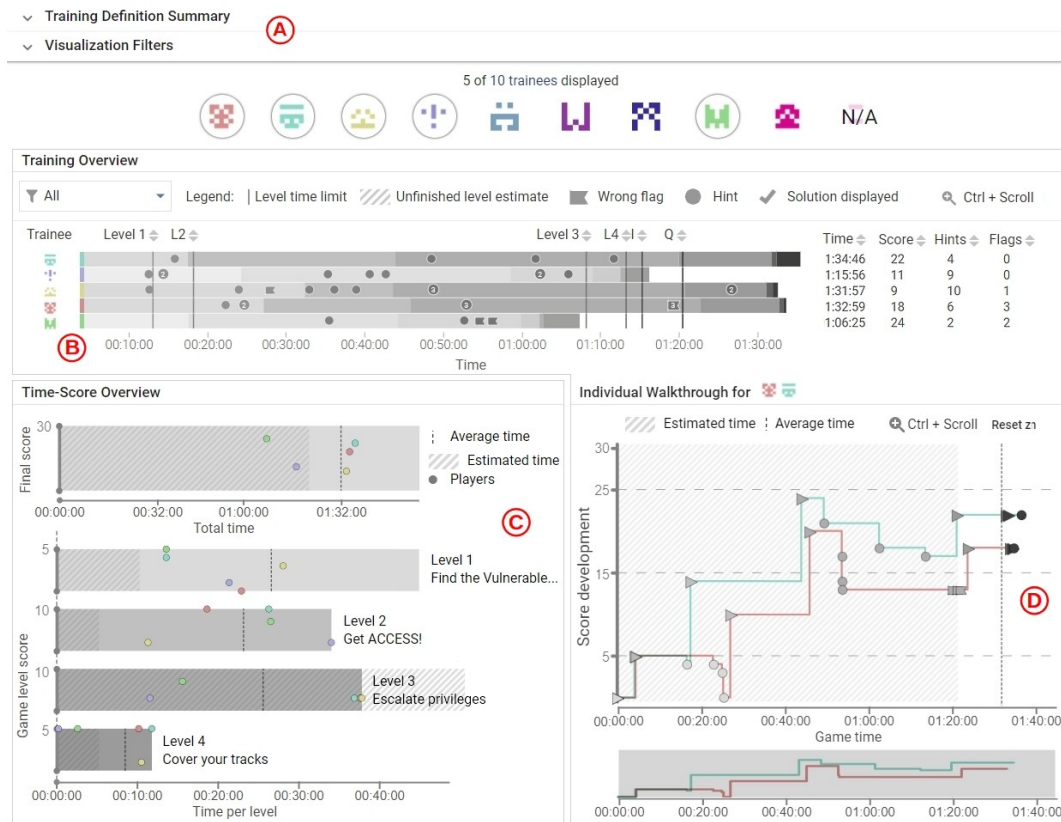 Training Definition Summary
A
Visualization Filters
5 of 10 trainees displayed
N/A
Training Overview
All
Legend: Level time limit Unfinished level estimate Wrong flag Hint Solution displayed Ctrl + Scroll
Trainee Level 1 L2 Level 3 L4 I Q Time Score Hints Flags
1:34:46 22 4 0
2 2 1:15:56 11 9 0
3 2 1:31:57 9 10 1
2 3 3 1:32:59 18 6 3
1:06:25 24 2 2
B
00:10:00 00:20:00 00:30:00 00:40:00 00:50:00 01:00:00 01:10:00 01:20:00 01:30:00
Time
Time-Score Overview
30
Final score
Average time
Estimated time
Players
00:00:00 00:32:00 01:00:00 01:32:00
Total time
C
Game level score
5
Level 1
Find the Vulnerable...
10
Level 2
Get ACCESS!
10
Level 3
Escalate privileges
5
Level 4
Cover your tracks
00:00:00 00:10:00 00:20:00 00:30:00 00:40:00
Time per level
Individual Walkthrough for
Estimated time Average time Ctrl + Scroll
30
25
15
5
Score development
D
00:00:00 00:20:00 00:40:00 01:00:00 01:20:00 01:40:00
Game time
00:00:00 00:20:00 00:40:00 01:00:00 01:20:00 01:40:00